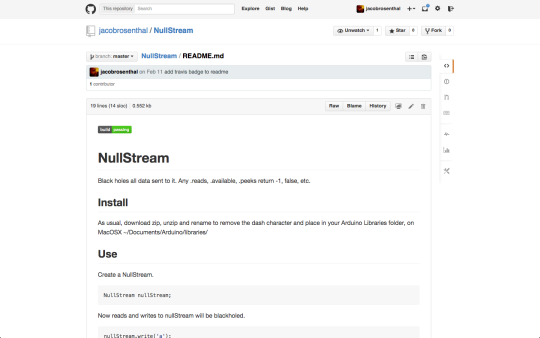 This repository Search Explore Gist Blog Help jacobrosenthal
jacobrosenthal / NullStream Unwatch 1 Star 0 Fork 0
branch: master NullStream / README.md
jacobrosenthal on Feb 11 add travis badge to readme
1 contributor
19 lines (14 sloc) 0.552 kb Raw Blame History
build passing
NullStream
Black holes all data sent to it. Any .reads, .available, .peeks return -1, false, etc.
Install
As usual, download zip, unzip and rename to remove the dash character and place in your Arduino Libraries folder, on
MacOSX ~/Documents/Arduino/libraries/
Use
Create a NullStream.
NullStream nullStream;
Now reads and writes to nullStream will be blackholed.
nullStream.write('a');